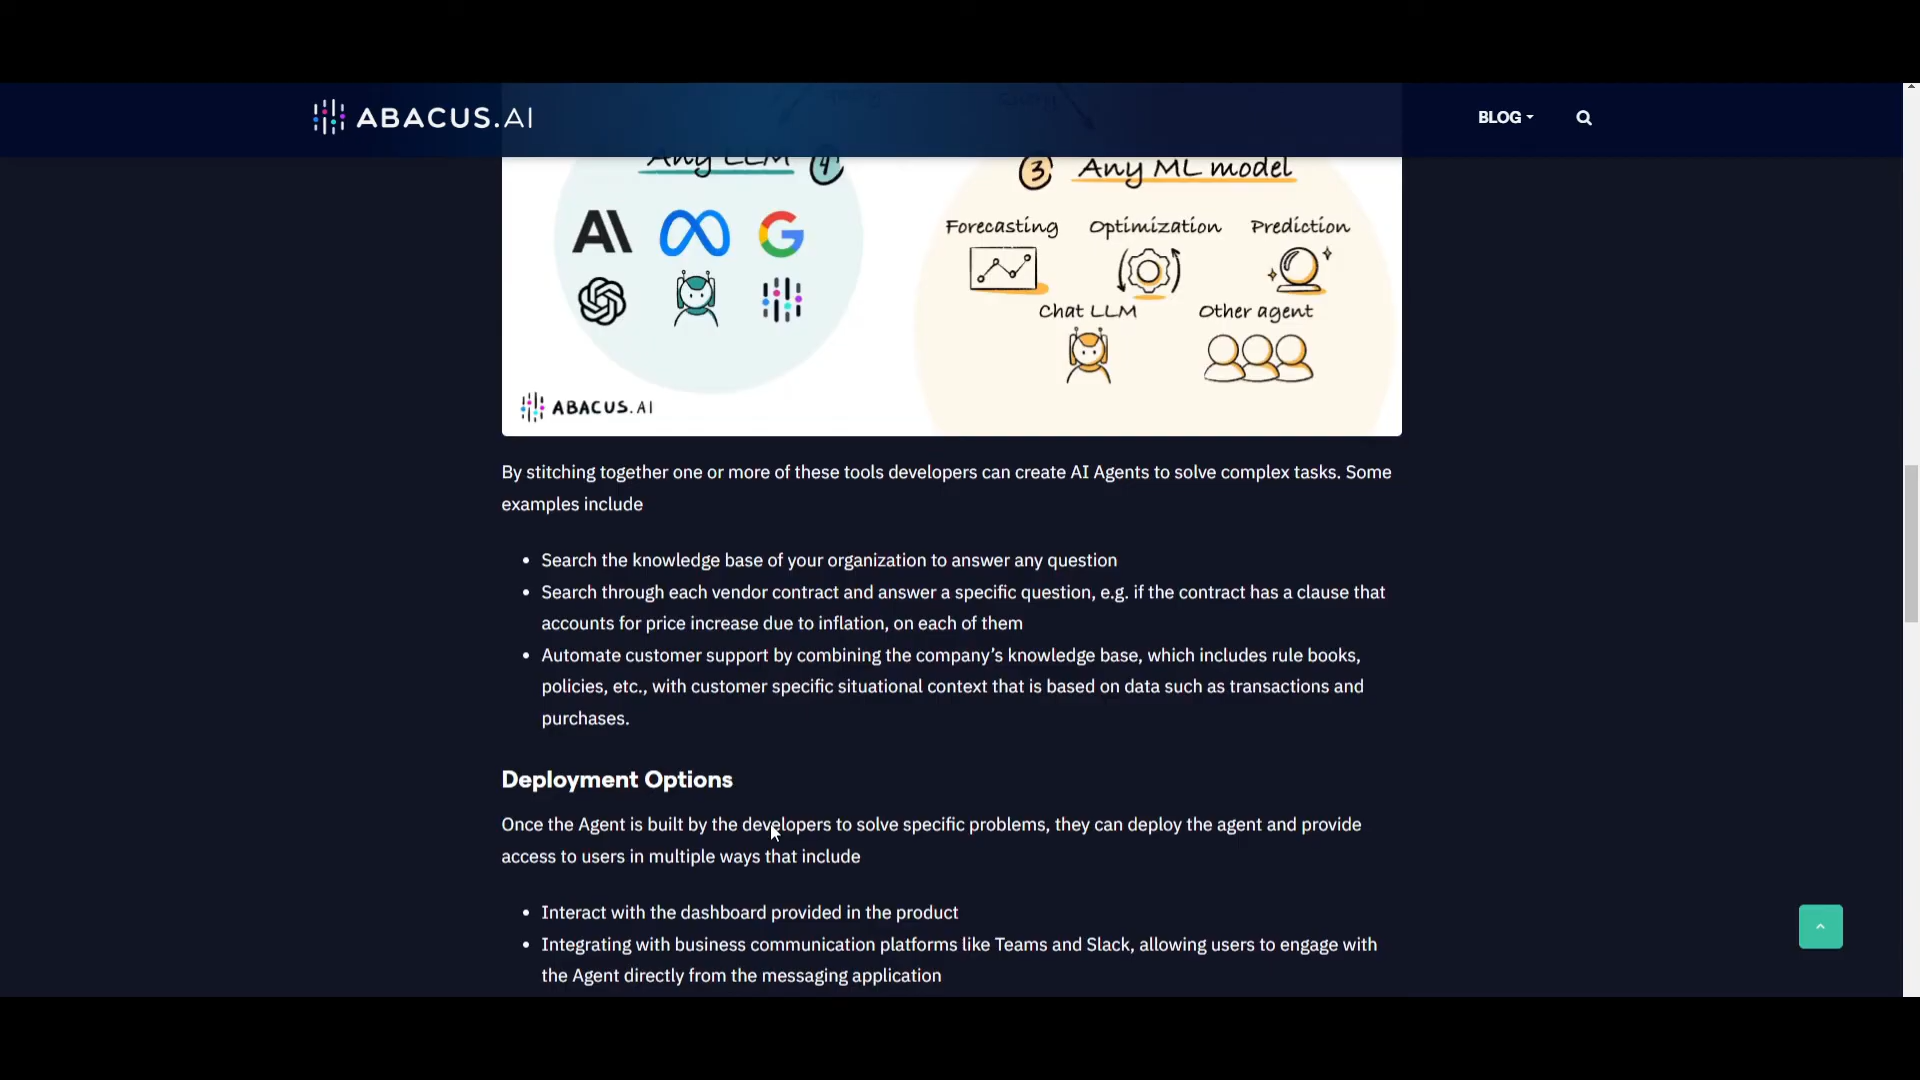 ABACUS.AI
BLOG
Any LLM 4
3 Any ML model
Forecasting Optimization Prediction
Chat LLM Other agent
ABACUS.AI
By stitching together one or more of these tools developers can create AI Agents to solve complex tasks. Some
examples include
• Search the knowledge base of your organization to answer any question
• Search through each vendor contract and answer a specific question, e.g. if the contract has a clause that
accounts for price increase due to inflation, on each of them
• Automate customer support by combining the company’s knowledge base, which includes rule books,
policies, etc., with customer specific situational context that is based on data such as transactions and
purchases.
Deployment Options
Once the Agent is built by the developers to solve specific problems, they can deploy the agent and provide
access to users in multiple ways that include
• Interact with the dashboard provided in the product
• Integrating with business communication platforms like Teams and Slack, allowing users to engage with
the Agent directly from the messaging application